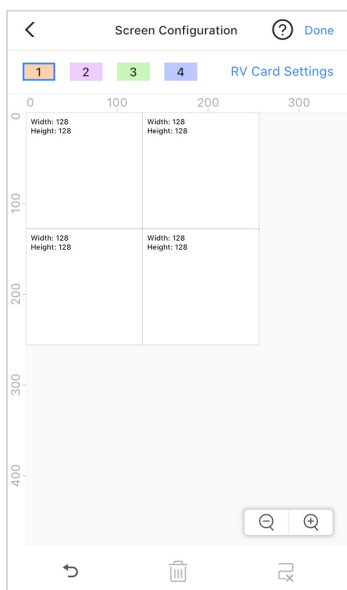 Screen Configuration ? Done
1 2 3 4 RV Card Settings
0 100 200 300
0
Width: 128
Height: 128
Width: 128
Height: 128
100
Width: 128
Height: 128
Width: 128
Height: 128
200
300
400